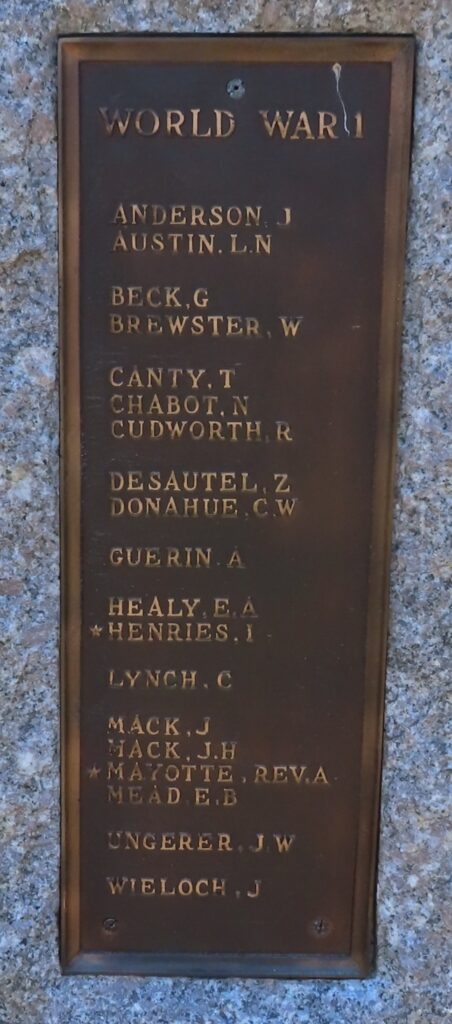 WORLD WAR 1
ANDERSON. J
AUSTIN. L.N
BECK, G
BREWSTER, W
CANTY, T
CHABOT, N
CUDWORTH, R
DESAUTEL, Z
DONAHUE, C.W
GUERIN A
HEALY, E.A
★HENRIES, I
LYNCH, C
MACK, J
MACK, J.H
★MAYOTTE, REV.A
MEAD, E.B
UNGERER, J.W
WIELOCH, J